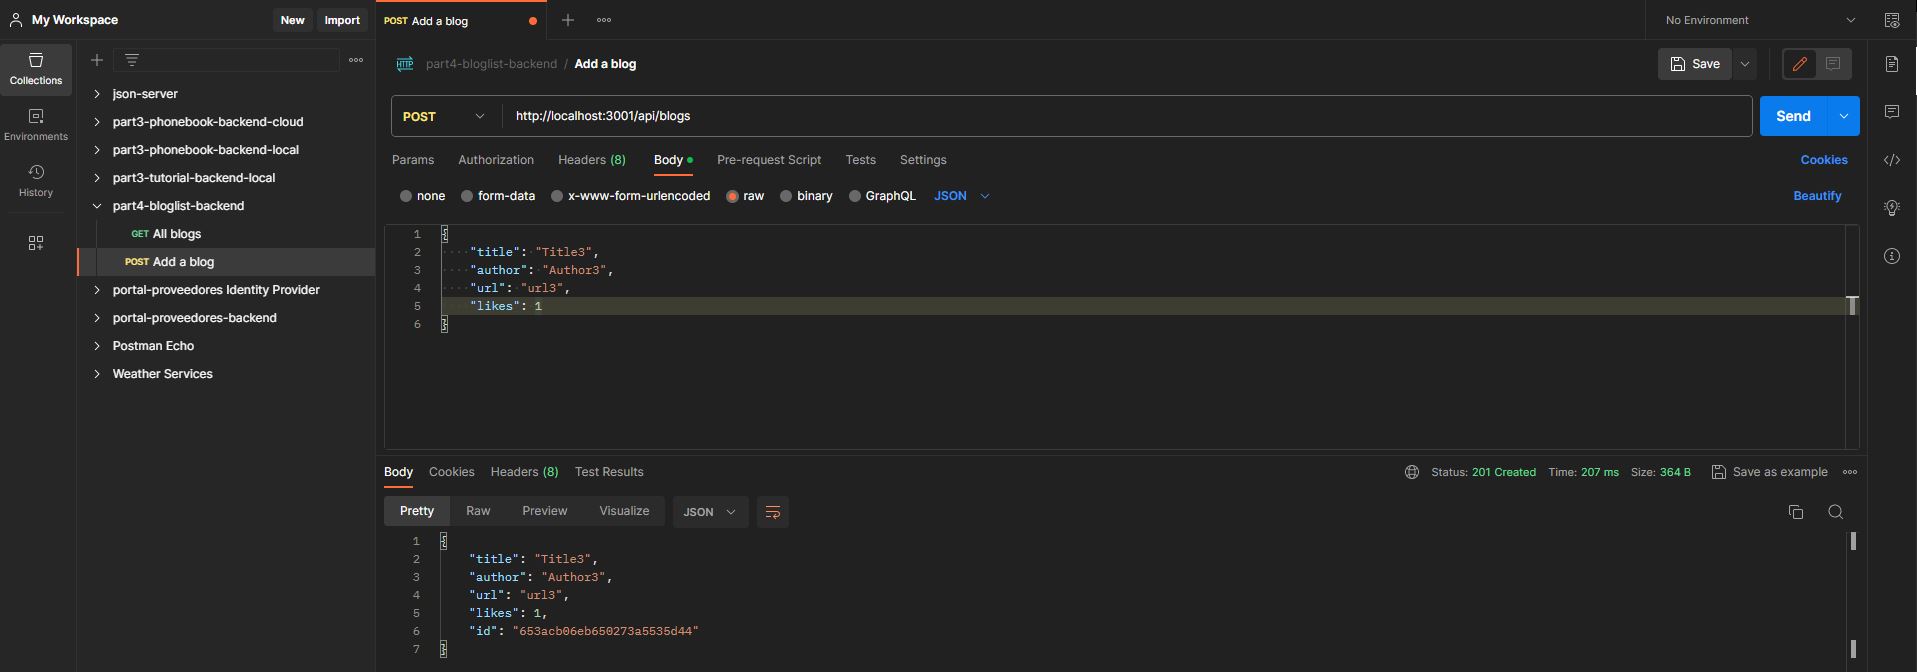 My Workspace
New
Import
POST Add a blog
No Environment
Collections
Environments
History
json-server
part3-phonebook-backend-cloud
part3-phonebook-backend-local
part3-tutorial-backend-local
part4-bloglist-backend
GET All blogs
POST Add a blog
portal-proveedores Identity Provider
portal-proveedores-backend
Postman Echo
Weather Services
HTTP part4-bloglist-backend / Add a blog
Save
POST http://localhost:3001/api/blogs
Send
Params Authorization Headers (8) Body Pre-request Script Tests Settings Cookies
none form-data x-www-form-urlencoded raw binary GraphQL JSON Beautify
1 {
2 "title": "Title3",
3 "author": "Author3",
4 "url": "url3",
5 "likes": 1
6 }
Body Cookies Headers (8) Test Results Status: 201 Created Time: 207 ms Size: 364 B Save as example
Pretty Raw Preview Visualize JSON
1 {
2 "title": "Title3",
3 "author": "Author3",
4 "url": "url3",
5 "likes": 1,
6 "id": "653acb06eb650273a5535d44"
7 }